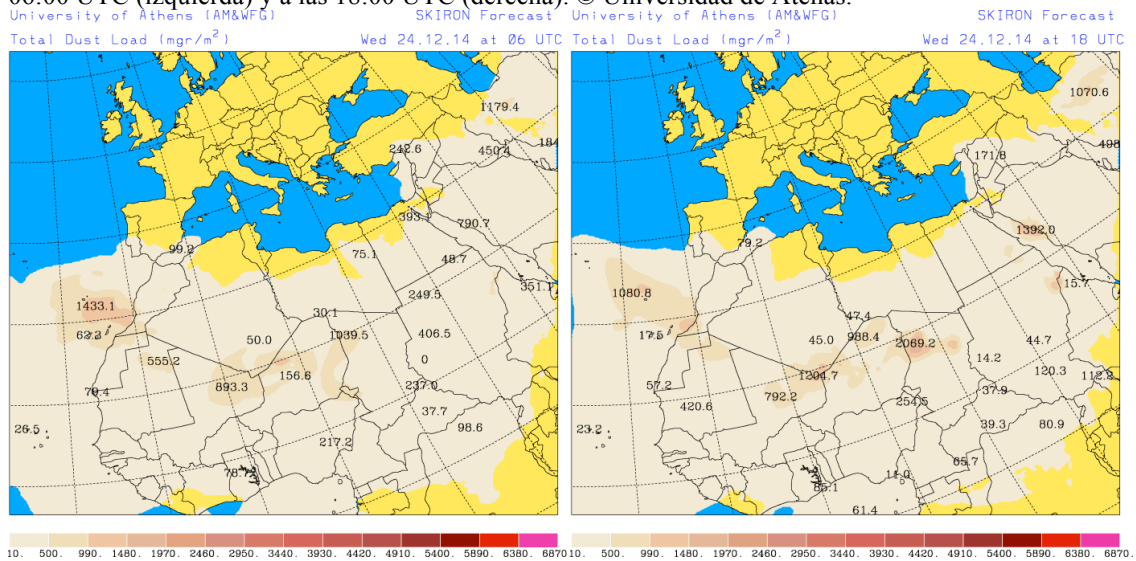 06:00 UTC (izquierda) y a las 18:00 UTC (derecha). © Universidad de Atenas.
University of Athens (AM&WFG) SKIRON Forecast
Total Dust Load (mgr/m²) Wed 24.12.14 at 06 UTC
1179.4
184
242.6 450.4
393.1 790.7
99.2 75.1 48.7
249.5 351.1
1433.1
30.1
50.0 1039.5 406.5
555.2 0
893.3 156.6 237.0
79.4
37.7
26.5 217.2 98.6
10. 500. 990. 1480. 1970. 2460. 2950. 3440. 3930. 4420. 4910. 5400. 5890. 6380. 6870.
University of Athens (AM&WFG) SKIRON Forecast
Total Dust Load (mgr/m²) Wed 24.12.14 at 18 UTC
1070.6
498
171.8
1392.0
79.2
1080.8 15.7
47.4
17.5 45.0 988.4 2069.2 44.7
14.2
1204.7 120.3 112.2
57.2 792.2 37.9
420.6 254.5
23.2 39.3 80.9
65.7
11.0
85.1
61.4
10. 500. 990. 1480. 1970. 2460. 2950. 3440. 3930. 4420. 4910. 5400. 5890. 6380. 6870.